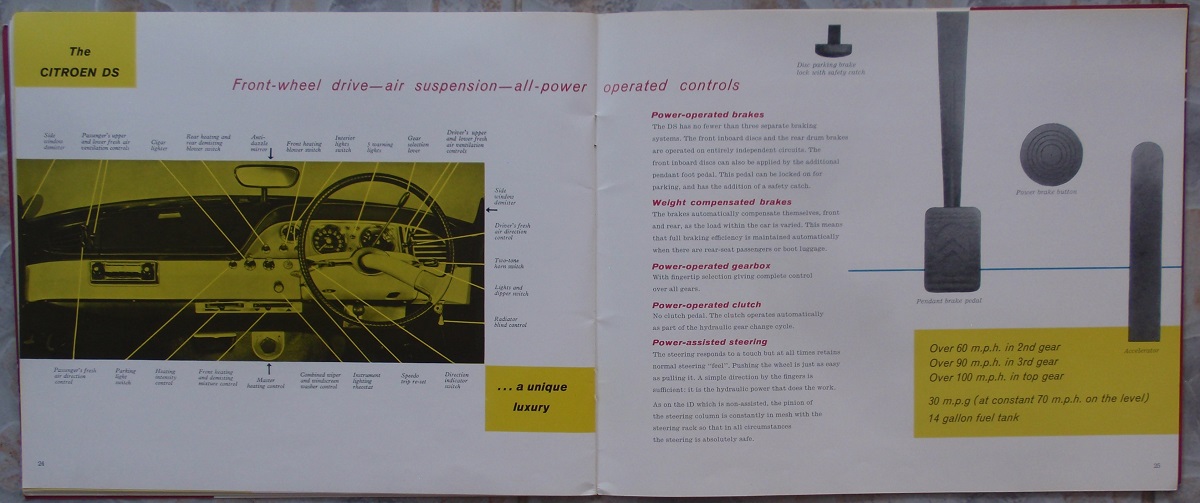 The
CITROEN DS
Front-wheel drive—air suspension—all-power operated controls
Side
window
demister
Passenger's upper
and lower fresh air
ventilation controls
Cigar
lighter
Rear heating and
rear demisting
blower switch
Anti-
dazzle
mirror
Front heating
blower switch
Interior
lights
switch
3 warning
lights
Gear
selection
lever
Driver's upper
and lower fresh
air ventilation
controls
Side
window
demister
Driver's fresh
air direction
control
Two-tone
horn switch
Lights and
dipper switch
Radiator
blind control
Passenger's fresh
air direction
control
Parking
light
switch
Heating
intensity
control
Front heating
and demisting
mixture control
Master
heating control
Combined wiper
and windscreen
washer control
Instrument
lighting
rheostat
Speedo
trip re-set
Direction
indicator
switch
... a unique
luxury
24
Power-operated brakes
The DS has no fewer than three separate braking
systems. The front inboard discs and the rear drum brakes
are operated on entirely independent circuits. The
front inboard discs can also be applied by the additional
pendant foot pedal. This pedal can be locked on for
parking, and has the addition of a safety catch.
Weight compensated brakes
The brakes automatically compensate themselves, front
and rear, as the load within the car is varied. This means
that full braking efficiency is maintained automatically
when there are rear-seat passengers or boot luggage.
Power-operated gearbox
With fingertip selection giving complete control
over all gears.
Power-operated clutch
No clutch pedal. The clutch operates automatically
as part of the hydraulic gear change cycle.
Power-assisted steering
The steering responds to a touch but at all times retains
normal steering "feel". Pushing the wheel is just as easy
as pulling it. A simple direction by the fingers is
sufficient: it is the hydraulic power that does the work.
As on the ID which is non-assisted, the pinion of
the steering column is constantly in mesh with the
steering rack so that in all circumstances
the steering is absolutely safe.
Disc parking brake
lock with safety catch
Power brake button
Pendant brake pedal
Accelerator
Over 60 m.p.h. in 2nd gear
Over 90 m.p.h. in 3rd gear
Over 100 m.p.h. in top gear
30 m.p.g (at constant 70 m.p.h. on the level)
14 gallon fuel tank
25